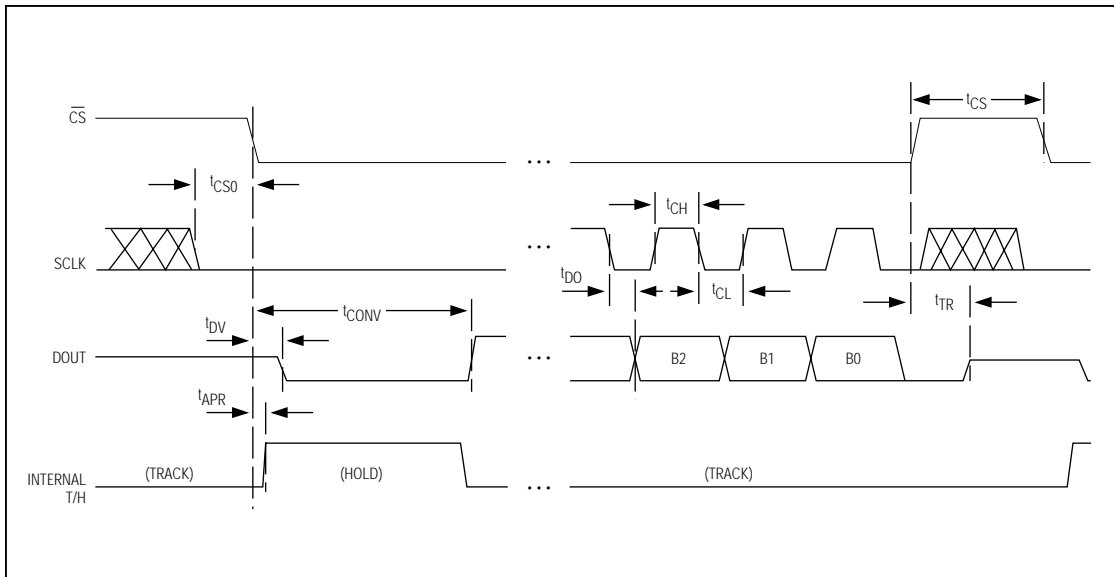 tCS
CS
tCS0
tCH
SCLK
tDO
tCL
tTR
tCONV
tDV
DOUT
B2
B1
B0
tAPR
(TRACK)
(HOLD)
(TRACK)
INTERNAL
T/H
...
...
...
...